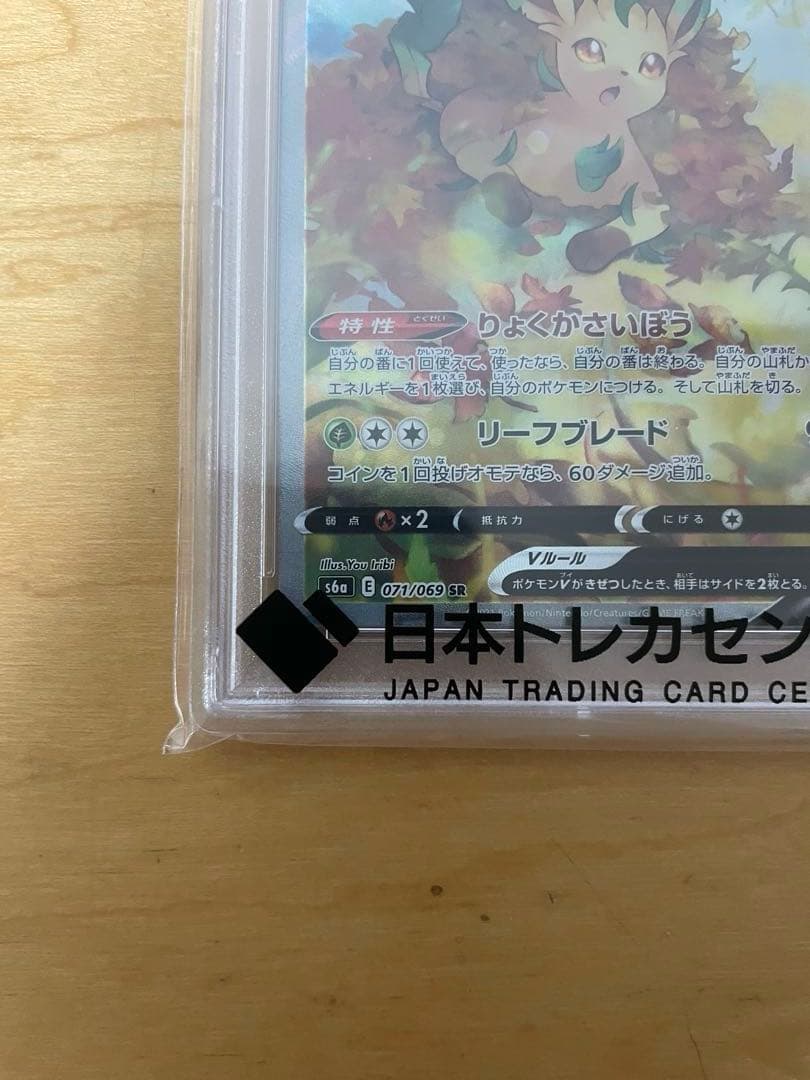 特性 とくせい りょくかさいぼう
自分の番に1回使えて、使ったなら、自分の番は終わる。自分の山札か
エネルギーを1枚選び、自分のポケモンにつける。そして山札を切る。
リーフブレード
コインを1回投げオモテなら、60ダメージ追加。
弱点 ×2 抵抗力 にげる
Vルール
Illus.You Iribi
ポケモンVがきぜつしたとき、相手はサイドを2枚とる。
s6a E 071/069 SR
日本トレカセン
JAPAN TRADING CARD CE